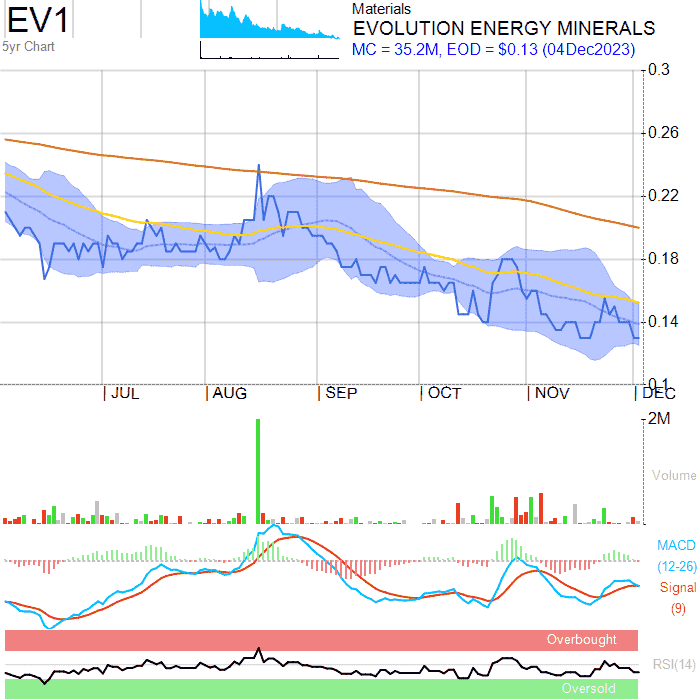 EV1
5yr Chart
Materials
EVOLUTION ENERGY MINERALS
MC = 35.2M, EOD = $0.13 (04Dec2023)
0.3
0.26
0.22
0.18
0.14
0.1
JUL AUG SEP OCT NOV DEC
2M
Volume
MACD
(12-26)
Signal
(9)
Overbought
RSI(14)
Oversold